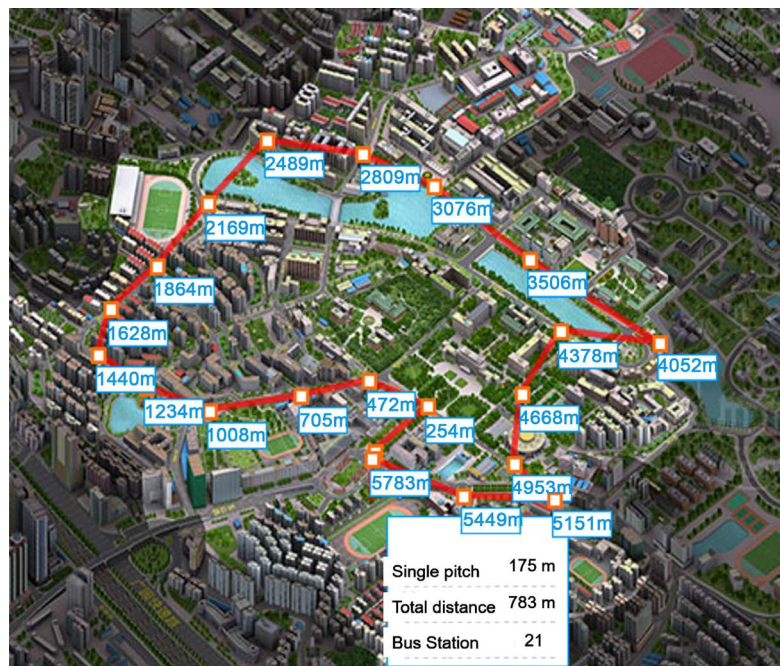 2489m
2809m
3076m
2169m
3506m
1864m
1628m
4378m
4052m
1440m
1234m
472m
4668m
705m
254m
1008m
5783m
4953m
5449m
5151m
Single pitch 175 m
Total distance 783 m
Bus Station 21